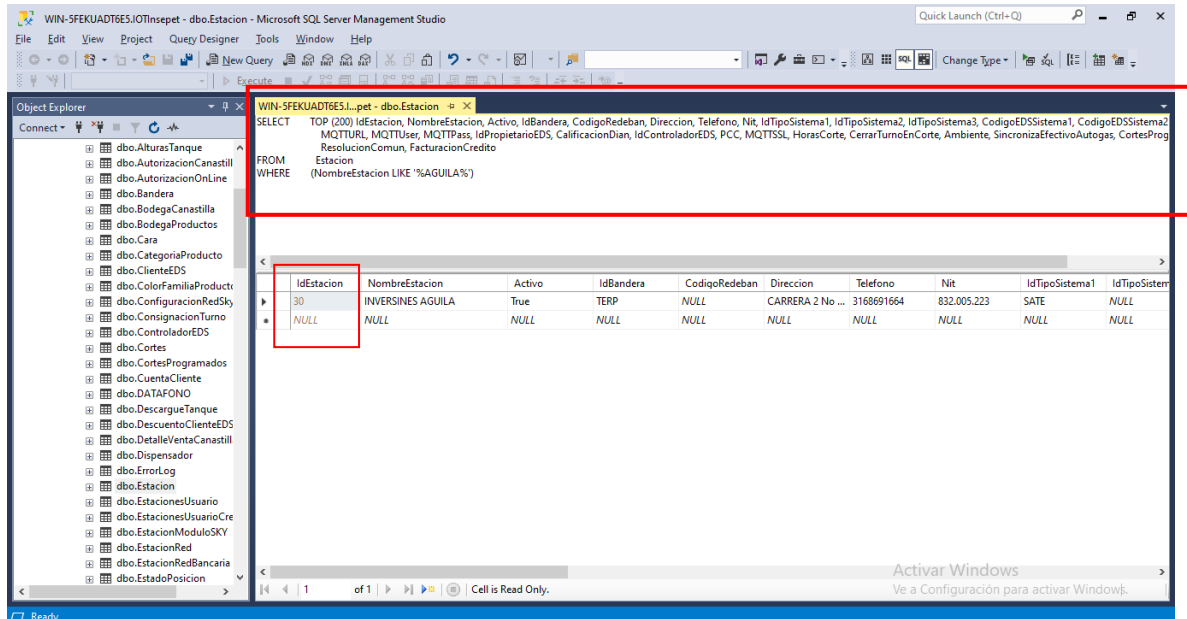 WIN-5FEKUADT6E5.IOTInsepet - dbo.Estacion - Microsoft SQL Server Management Studio
Quick Launch (Ctrl+Q)
File Edit View Project Query Designer Tools Window Help
New Query
Change Type
Execute
Object Explorer
WIN-5FEKUADT6E5.I...pet - dbo.Estacion
Connect
SELECT TOP (200) IdEstacion, NombreEstacion, Activo, IdBandera, CodigoRedeban, Direccion, Telefono, Nit, IdTipoSistema1, IdTipoSistema2, IdTipoSistema3, CodigoEDSSistema1, CodigoEDSSistema2
MQTTURL, MQTTUser, MQTTPass, IdPropietarioEDS, CalificacionDian, IdControladorEDS, PCC, MQTTSSL, HorasCorte, CerrarTurnoEnCorte, Ambiente, SincronizaEfectivoAutogas, CortesProg
ResolucionComun, FacturacionCredito
FROM Estacion
WHERE (NombreEstacion LIKE '%AGUILA%')
dbo.AlturasTanque
dbo.AutorizacionCanastill
dbo.AutorizacionOnLine
dbo.Bandera
dbo.BodegaCanastilla
dbo.BodegaProductos
dbo.Cara
dbo.CategoriaProducto
dbo.ClienteEDS
dbo.ColorFamiliaProducto
dbo.ConfiguracionRedSky
dbo.ConsignacionTurno
dbo.ControladorEDS
dbo.Cortes
dbo.CortesProgramados
dbo.CuentaCliente
dbo.DATAFONO
dbo.DescargueTanque
dbo.DescuentoClienteEDS
dbo.DetalleVentaCanastill
dbo.Dispensador
dbo.ErrorLog
dbo.Estacion
dbo.EstacionesUsuario
dbo.EstacionesUsuarioCre
dbo.EstacionModuloSKY
dbo.EstacionRed
dbo.EstacionRedBancaria
dbo.EstadoPosicion
IdEstacion NombreEstacion Activo IdBandera CodigoRedeban Direccion Telefono Nit IdTipoSistema1 IdTipoSistem
30 INVERSINES AGUILA True TERP NULL CARRERA 2 No ... 3168691664 832.005.223 SATE NULL
NULL NULL NULL NULL NULL NULL NULL NULL NULL NULL
1 of 1 Cell is Read Only.
Activar Windows
Ve a Configuración para activar Windows.
Ready